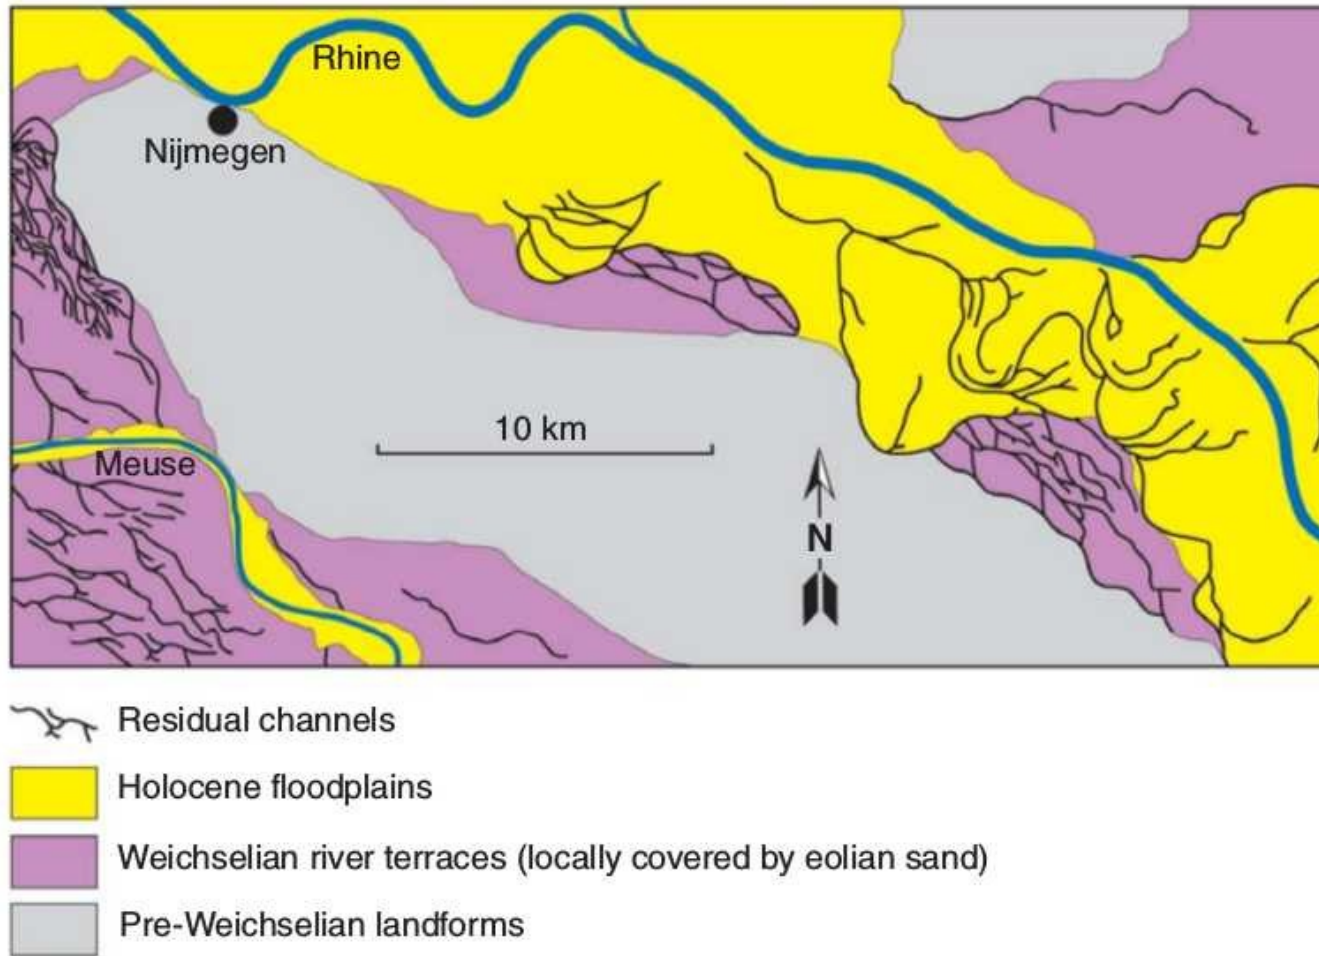 Rhine
Nijmegen
10 km
Meuse
N
Residual channels
Holocene floodplains
Weichselian river terraces (locally covered by eolian sand)
Pre-Weichselian landforms